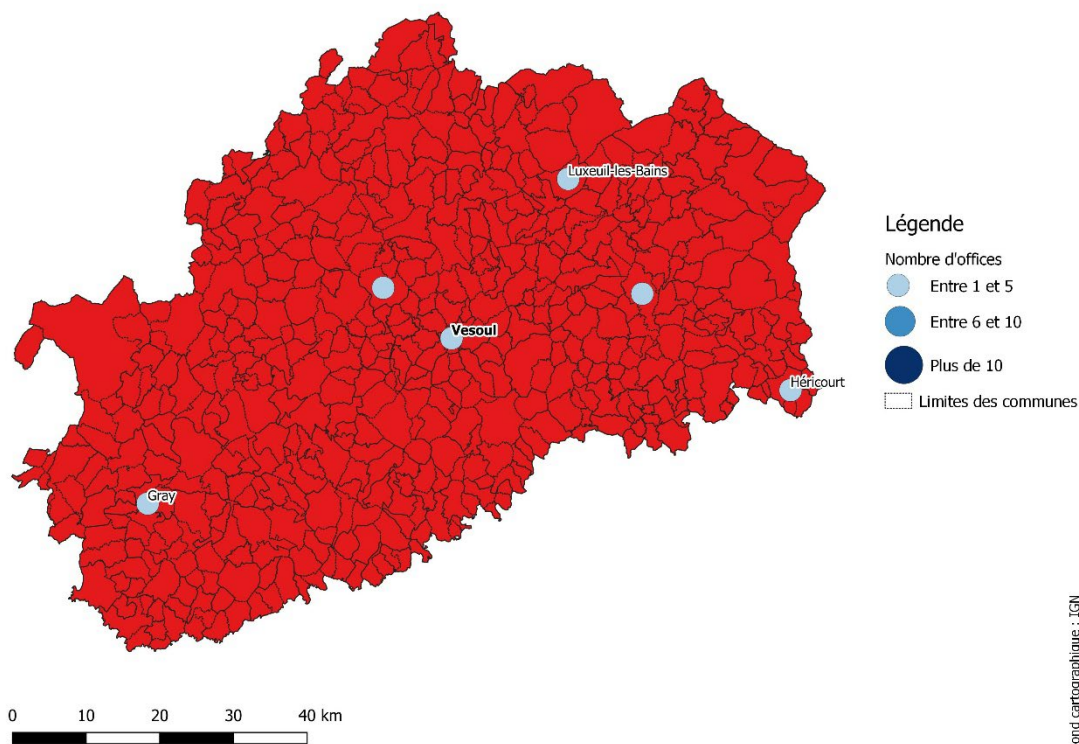 Luxeuil-les-Bains
Vesoul
Héricourt
Gray
Légende
Nombre d'offices
Entre 1 et 5
Entre 6 et 10
Plus de 10
Limites des communes
0 10 20 30 40 km
ond cartographique : IGN